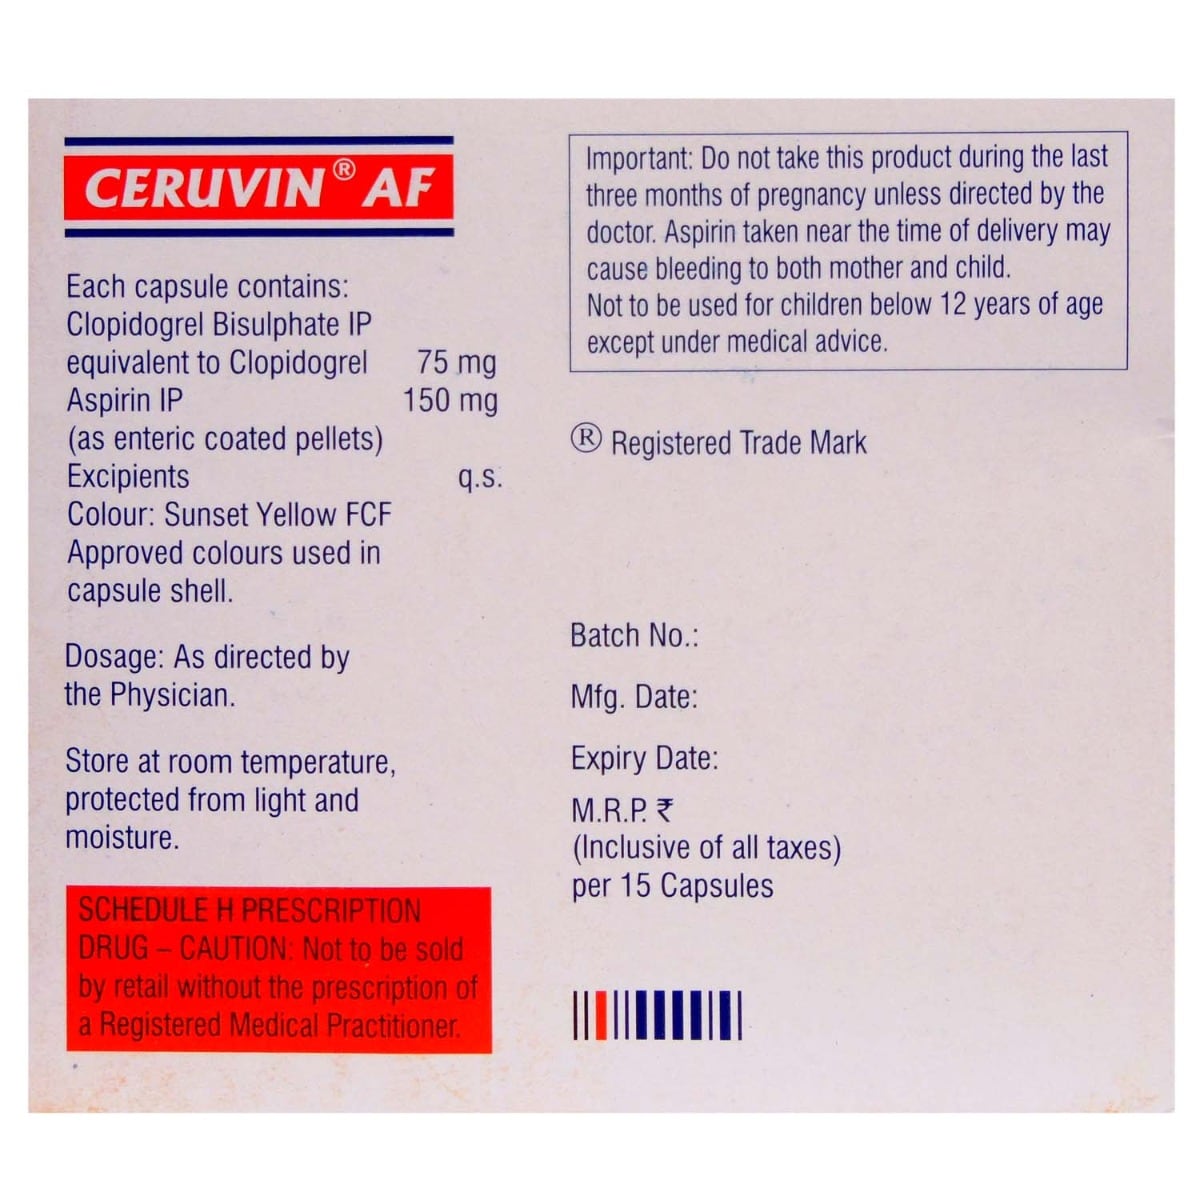 CERUVIN® AF
Each capsule contains:
Clopidogrel Bisulphate IP
equivalent to Clopidogrel 75 mg
Aspirin IP 150 mg
(as enteric coated pellets)
Excipients q.s.
Colour: Sunset Yellow FCF
Approved colours used in
capsule shell.
Dosage: As directed by
the Physician.
Store at room temperature,
protected from light and
moisture.
SCHEDULE H PRESCRIPTION
DRUG – CAUTION: Not to be sold
by retail without the prescription of
a Registered Medical Practitioner.
Important: Do not take this product during the last
three months of pregnancy unless directed by the
doctor. Aspirin taken near the time of delivery may
cause bleeding to both mother and child.
Not to be used for children below 12 years of age
except under medical advice.
® Registered Trade Mark
Batch No.:
Mfg. Date:
Expiry Date:
M.R.P. ₹
(Inclusive of all taxes)
per 15 Capsules